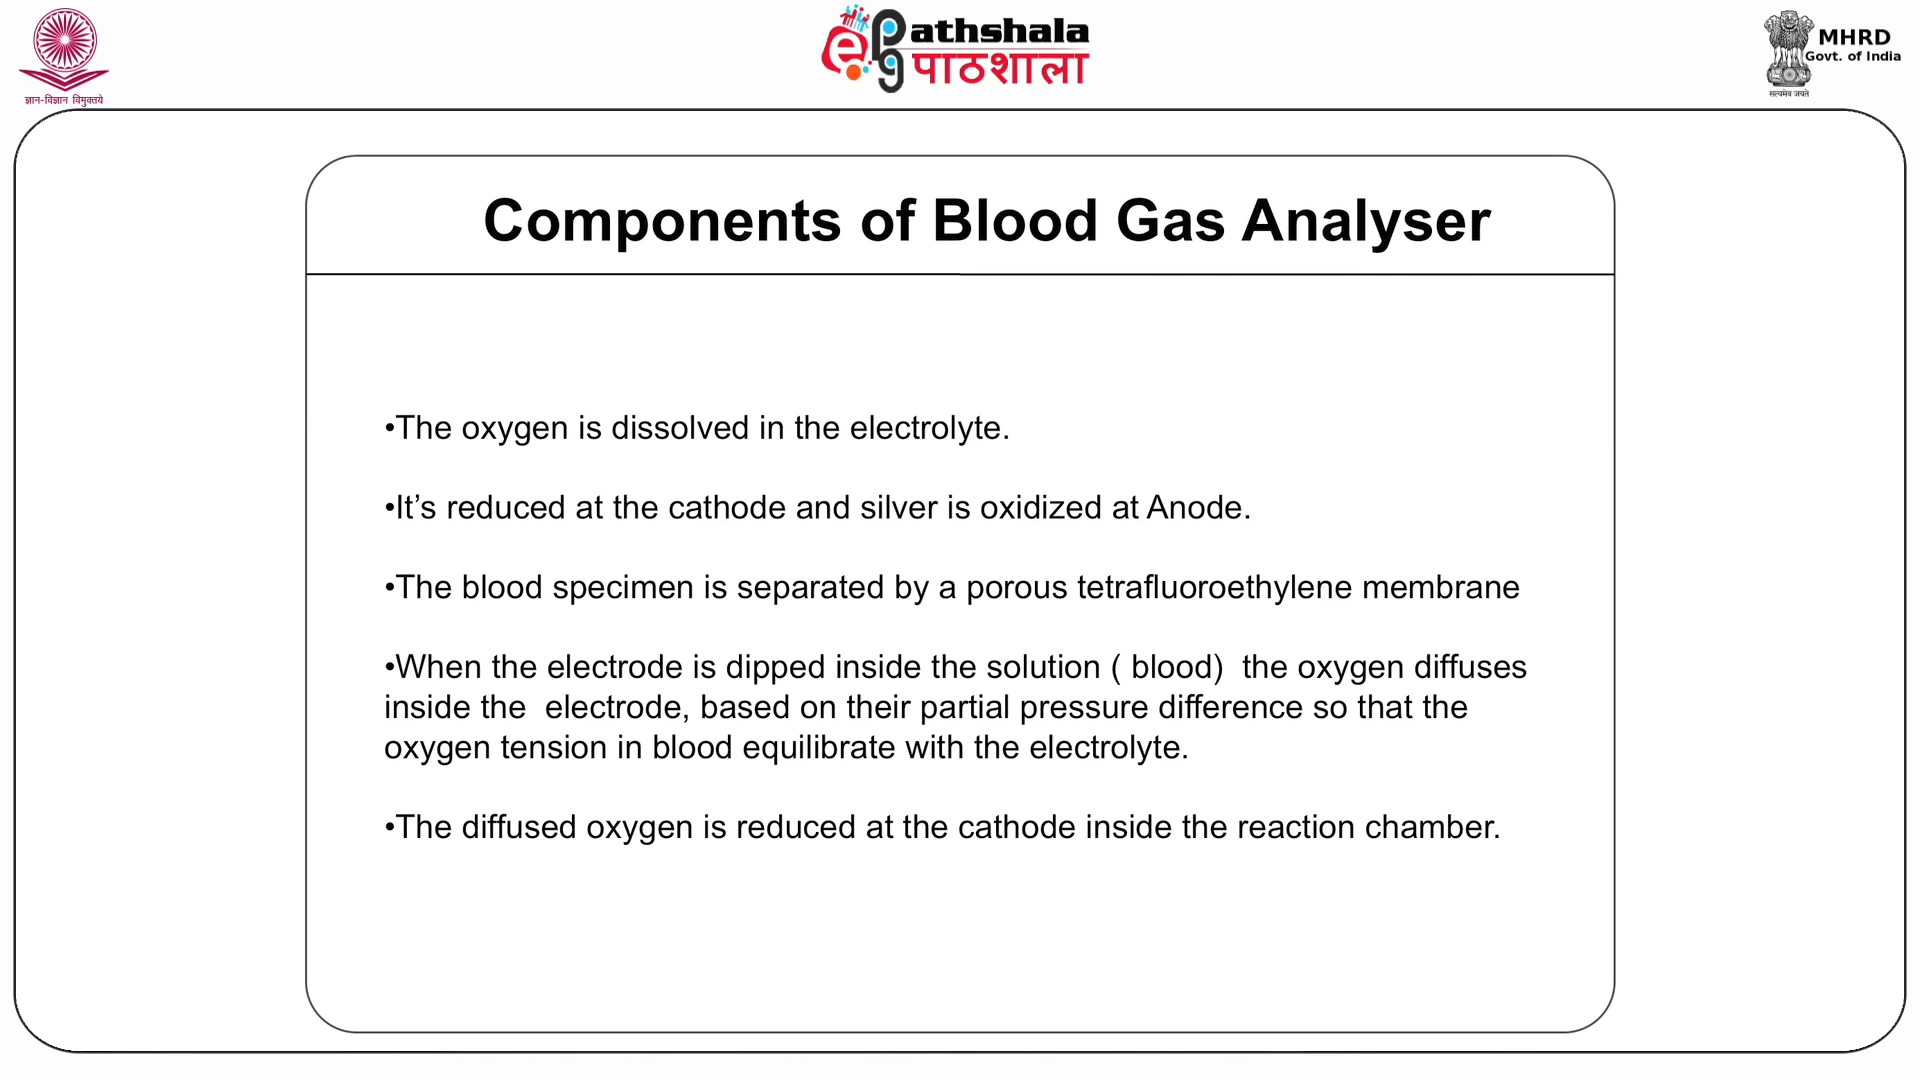 ज्ञान-विज्ञान विमुक्तये
ePathshala
पाठशाला
MHRD
Govt. of India
सत्यमेव जयते
Components of Blood Gas Analyser
•The oxygen is dissolved in the electrolyte.
•It’s reduced at the cathode and silver is oxidized at Anode.
•The blood specimen is separated by a porous tetrafluoroethylene membrane
•When the electrode is dipped inside the solution ( blood)  the oxygen diffuses
inside the  electrode, based on their partial pressure difference so that the
oxygen tension in blood equilibrate with the electrolyte.
•The diffused oxygen is reduced at the cathode inside the reaction chamber.